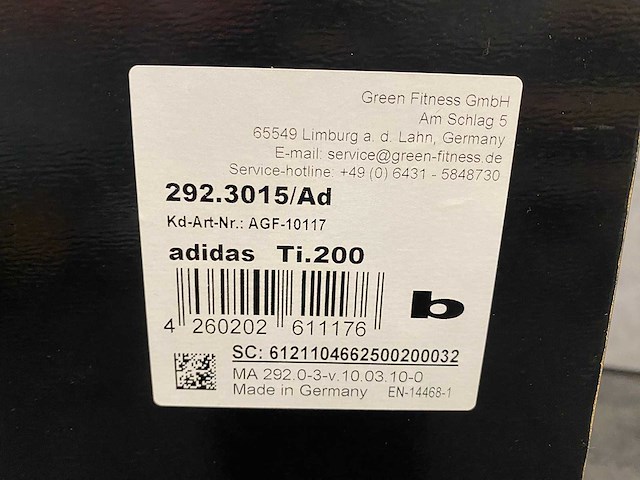 Green Fitness GmbH
Am Schlag 5
65549 Limburg a. d. Lahn, Germany
E-mail: service@green-fitness.de
Service-hotline: +49 (0) 6431 - 5848730
292.3015/Ad
Kd-Art-Nr.: AGF-10117
adidas Ti.200
b
4 260202 611176
SC: 61211046625002000032
MA 292.0-3-v.10.03.10-0
Made in Germany EN-14468-1